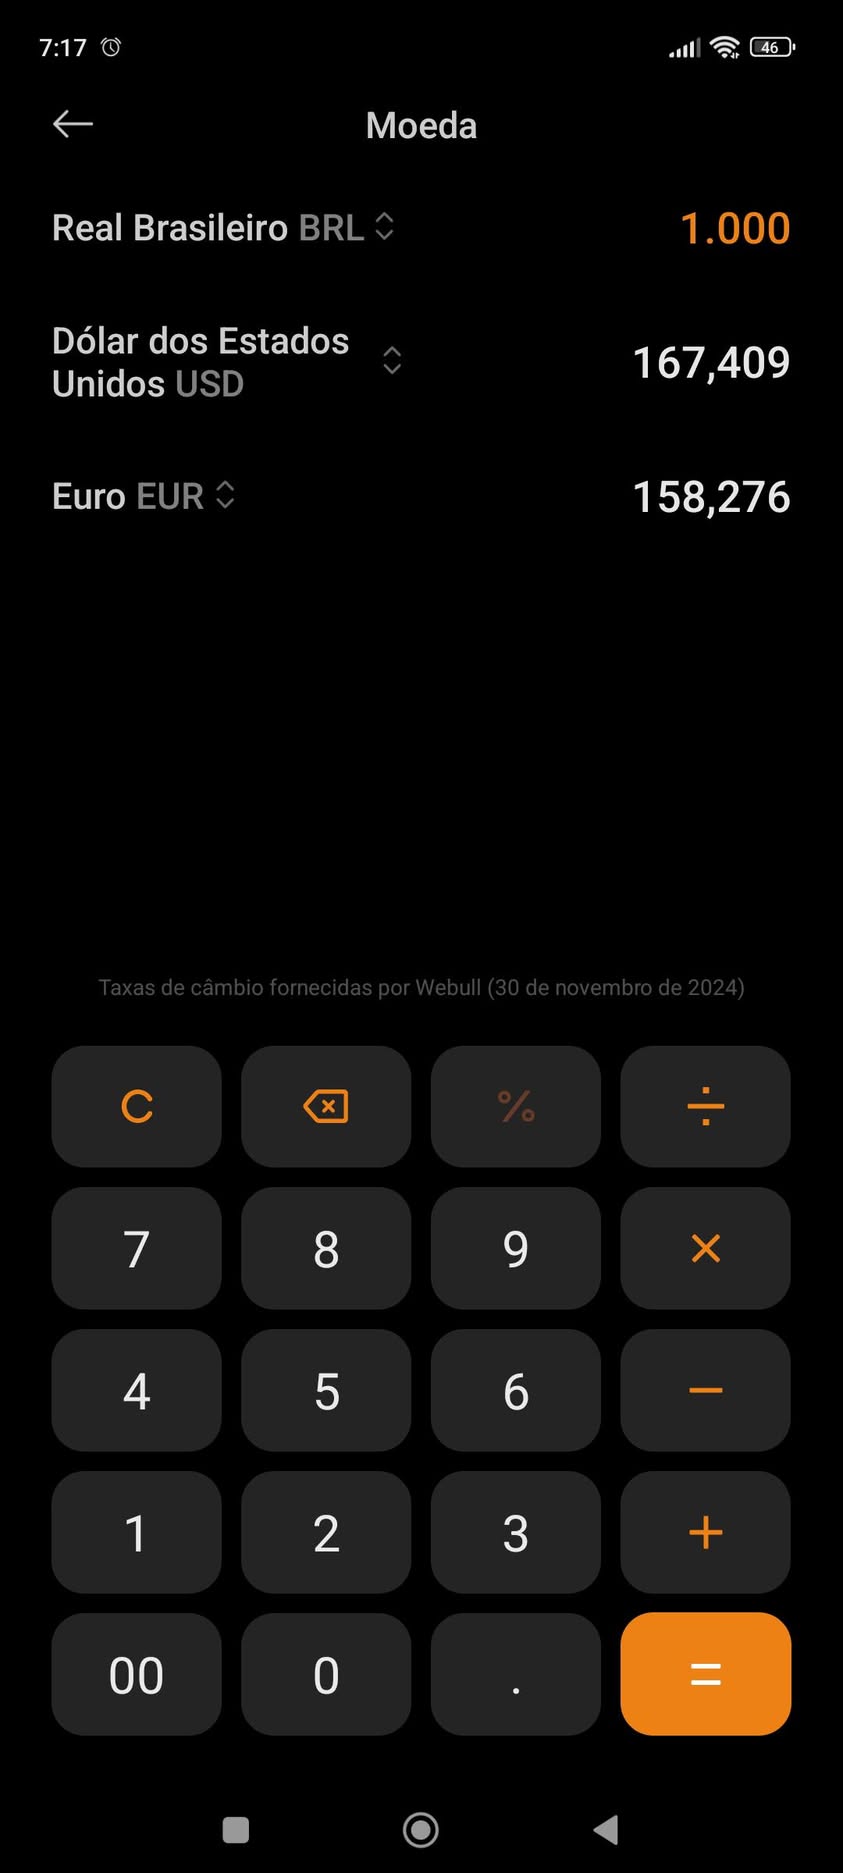 7:17
46
Moeda
Real Brasileiro BRL
1.000
Dólar dos Estados
Unidos USD
167,409
Euro EUR
158,276
Taxas de câmbio fornecidas por Webull (30 de novembro de 2024)
C % ÷
7 8 9 ×
4 5 6 −
1 2 3 +
00 0 . =